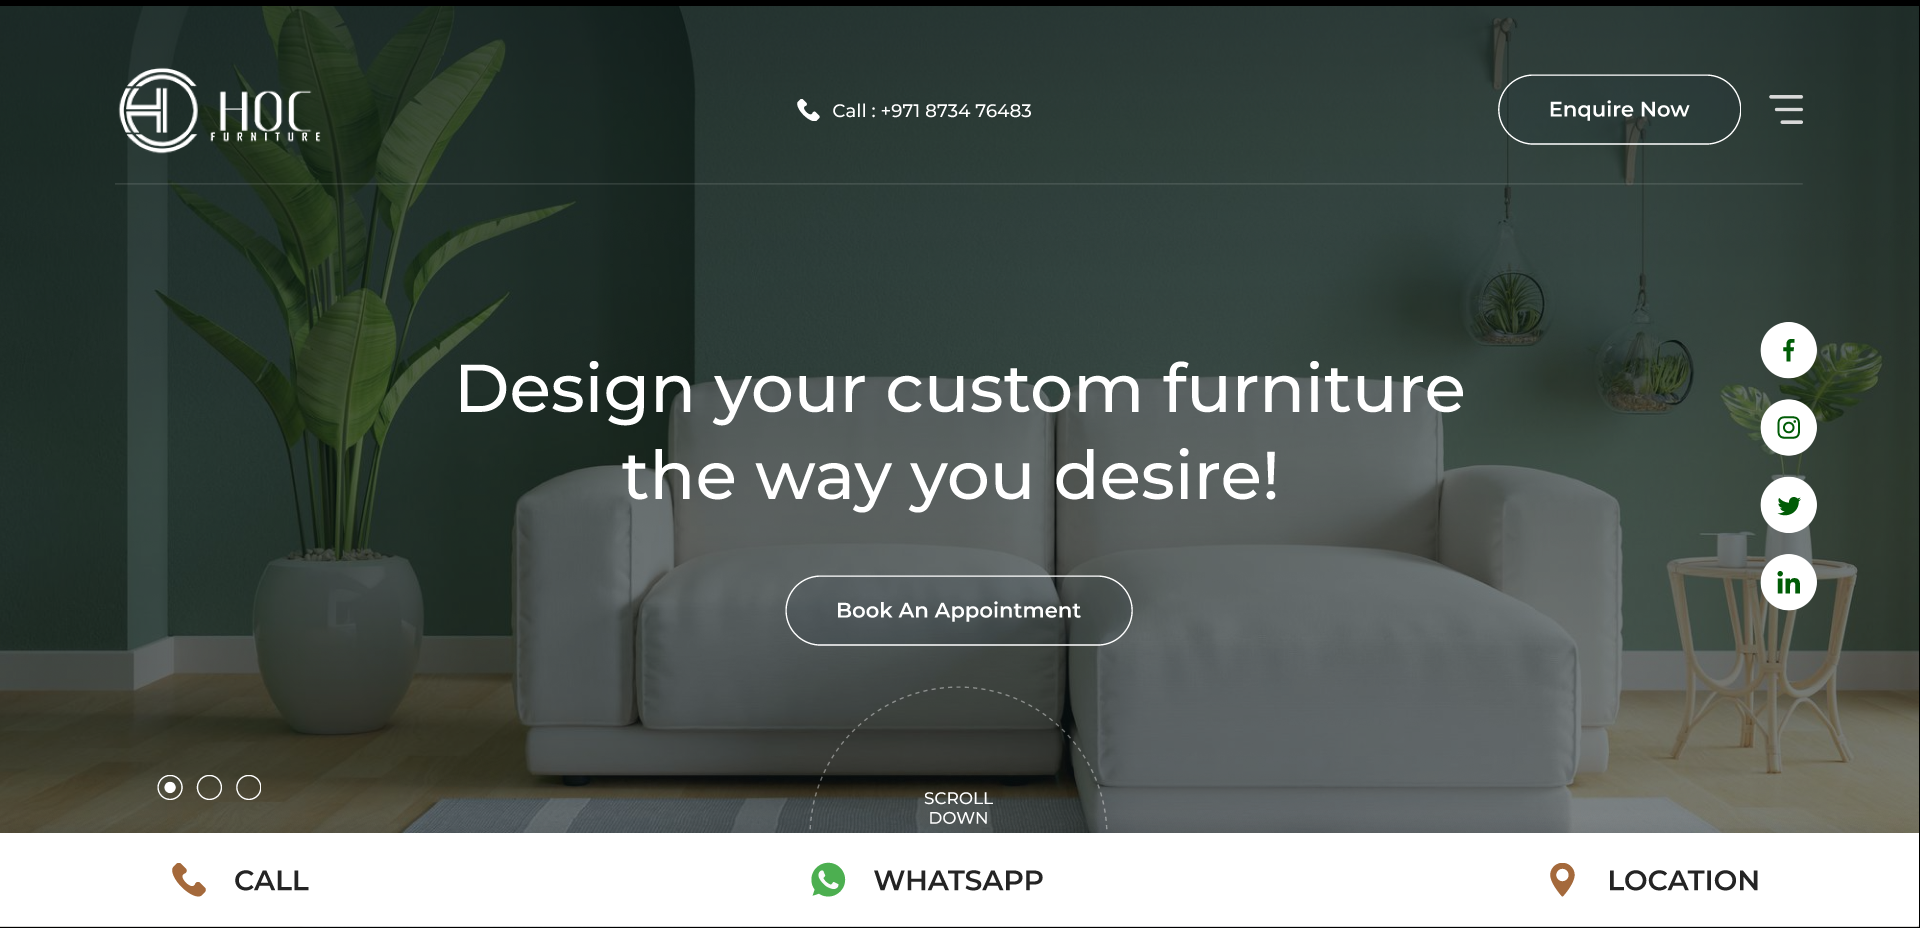 HOC
FURNITURE
Call : +971 8734 76483
Enquire Now
Design your custom furniture
the way you desire!
Book An Appointment
SCROLL
DOWN
CALL
WHATSAPP
LOCATION